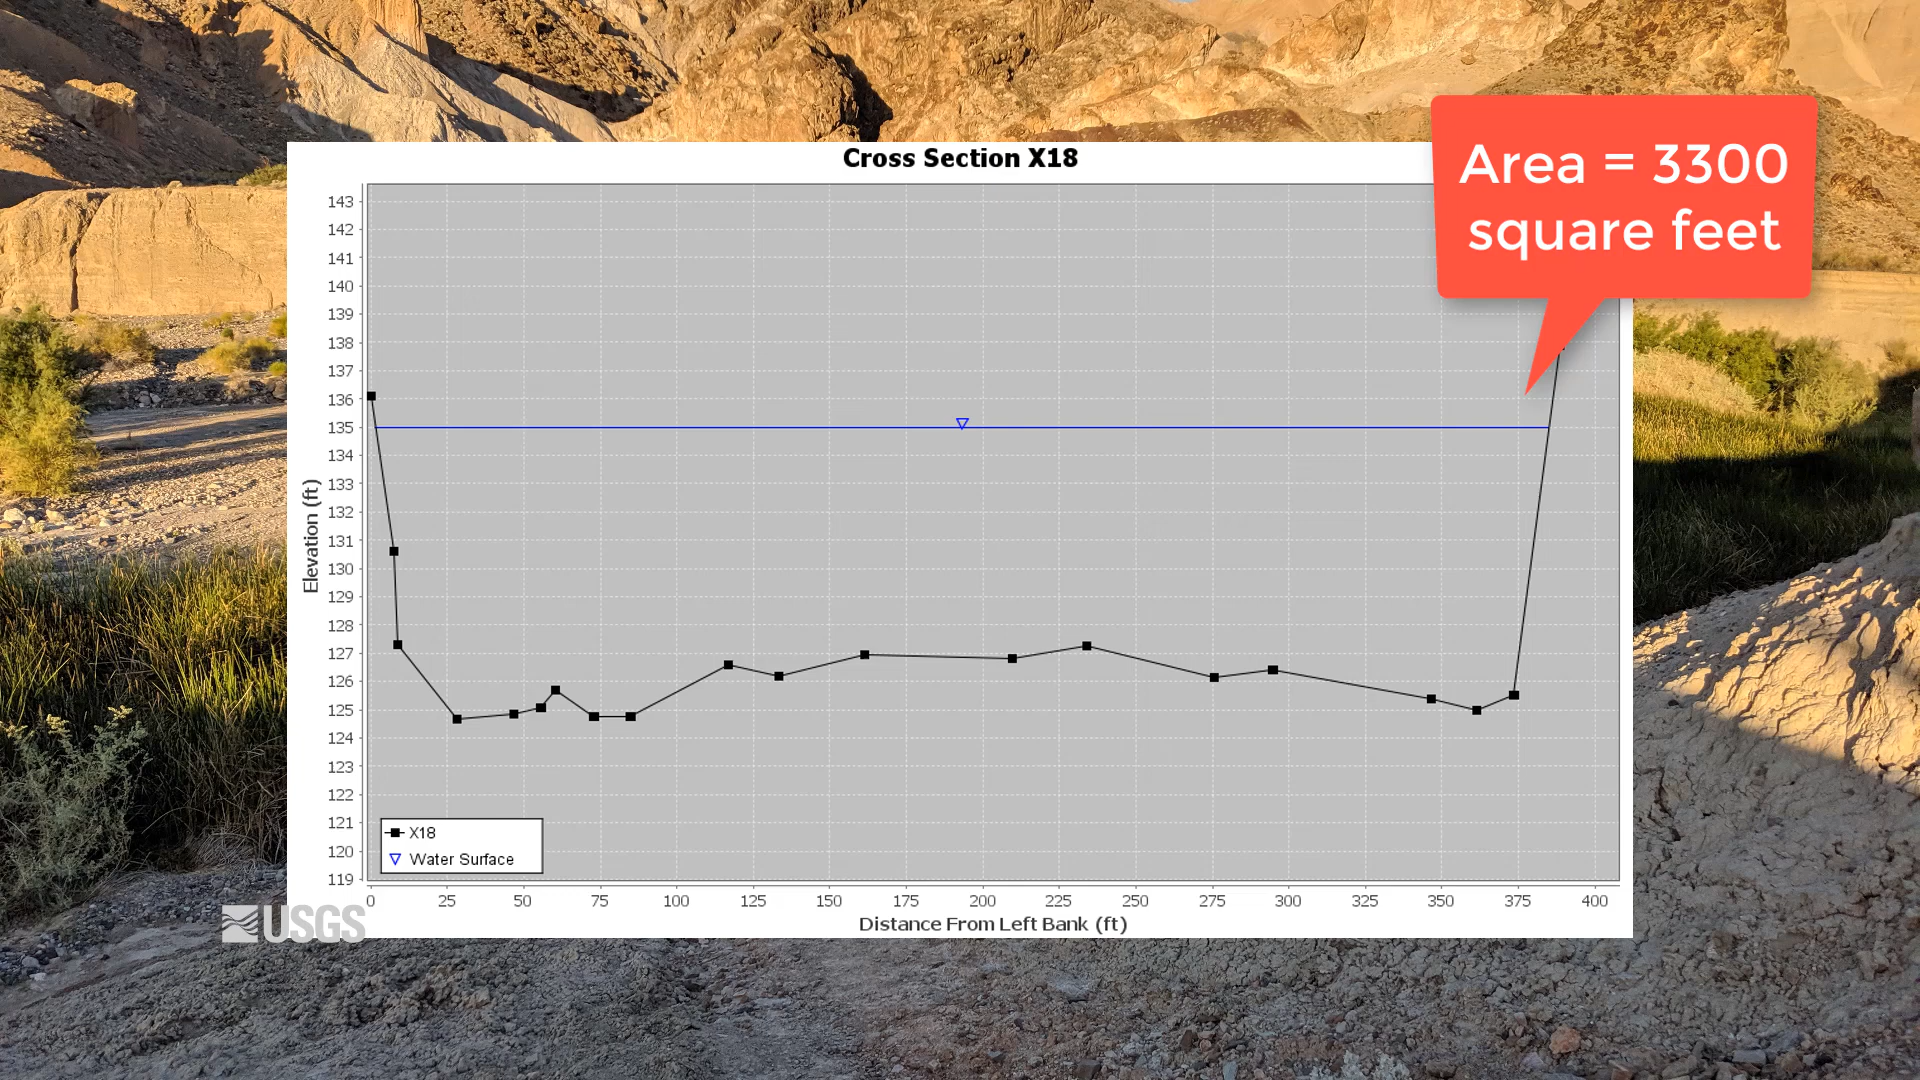 Cross Section X18
Area = 3300
square feet
143
142
141
140
139
138
137
136
135
134
133
132
131
130
129
128
127
126
125
124
123
122
121
120
119
Elevation (ft)
X18
Water Surface
0 25 50 75 100 125 150 175 200 225 250 275 300 325 350 375 400
Distance From Left Bank (ft)
USGS